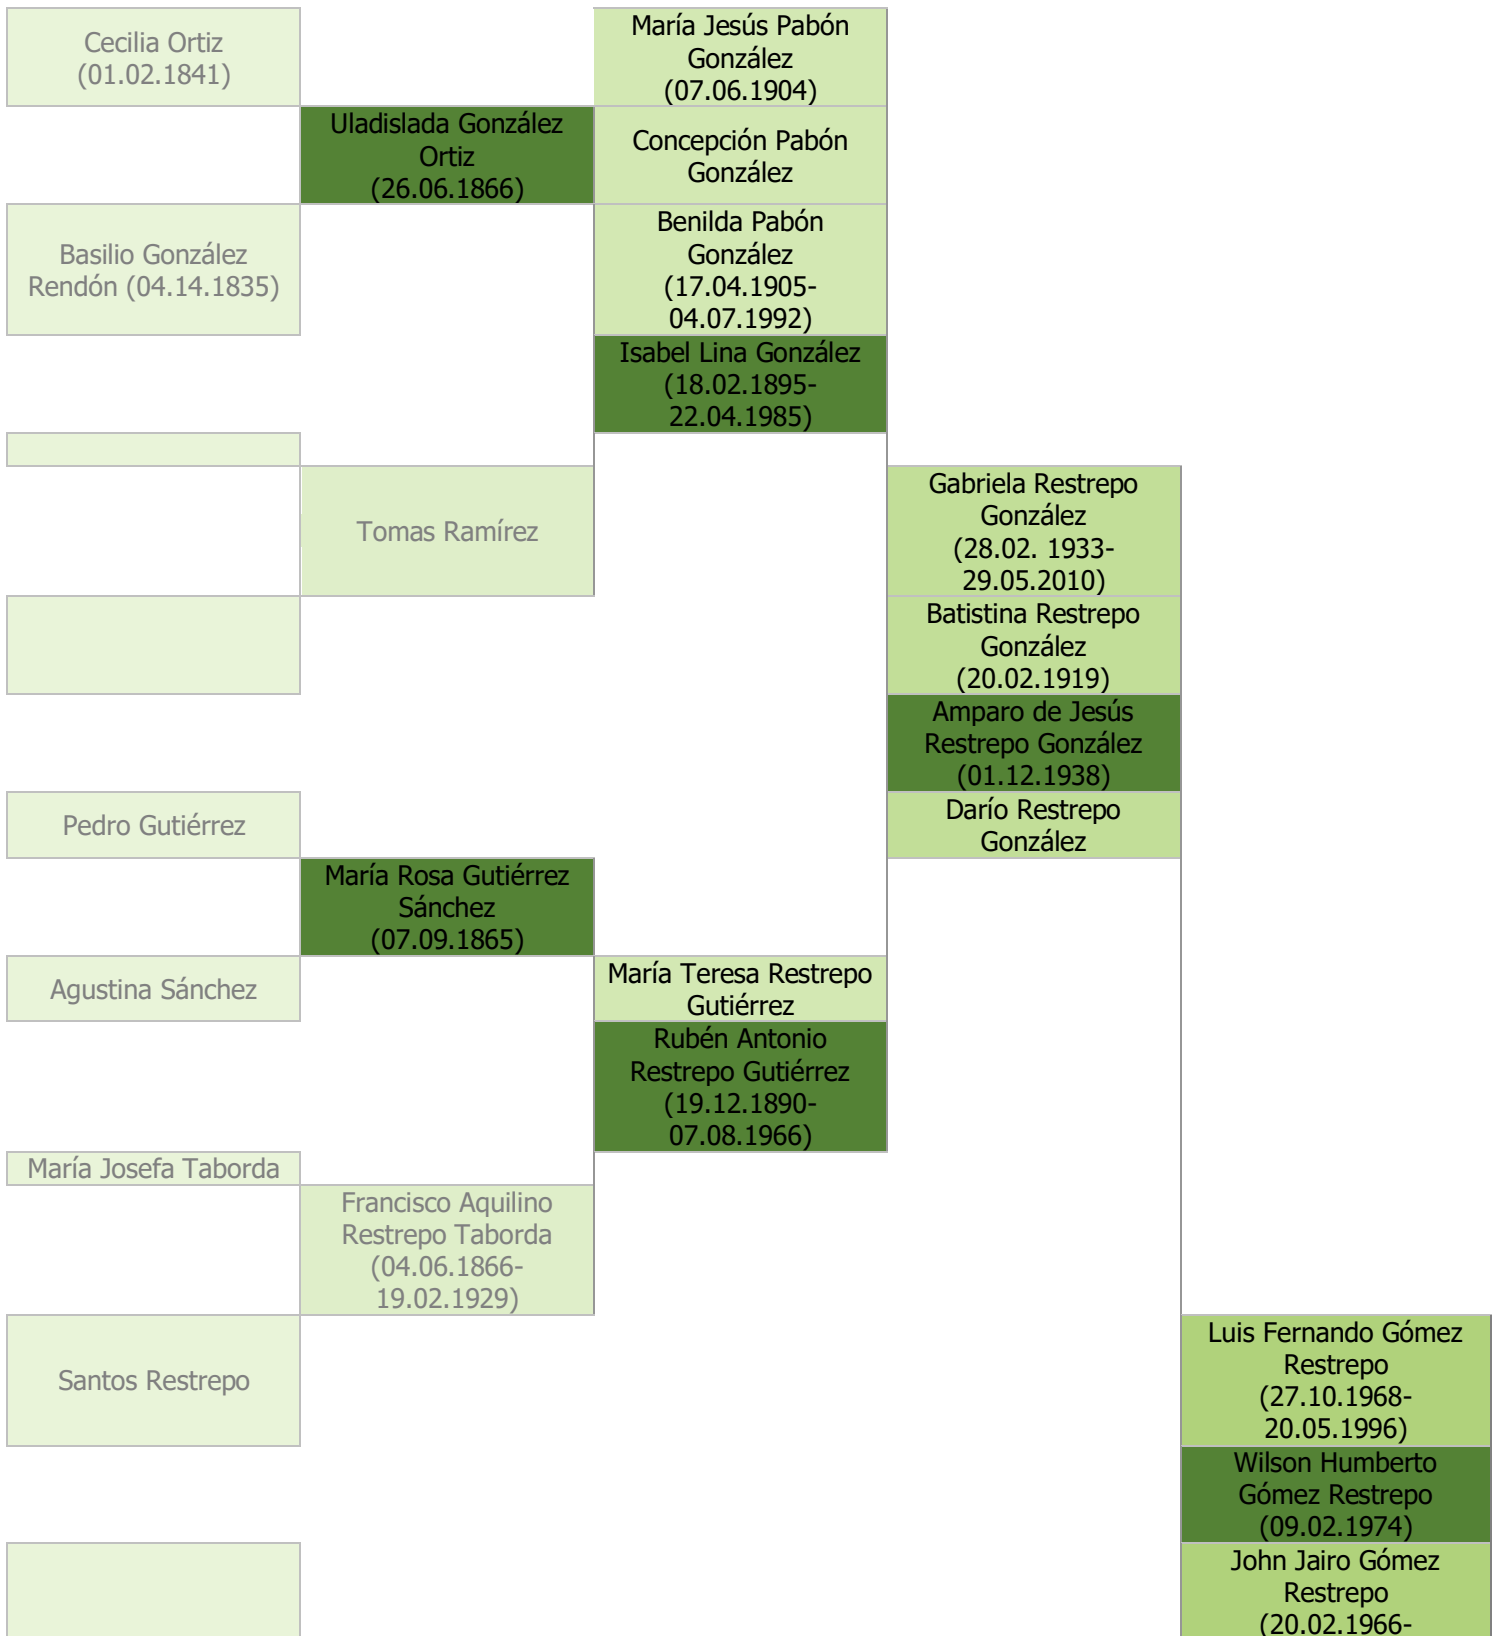 Cecilia Ortiz
(01.02.1841)
María Jesús Pabón
González
(07.06.1904)
Uladislada González
Ortiz
(26.06.1866)
Concepción Pabón
González
Basilio González
Rendón (04.14.1835)
Benilda Pabón
González
(17.04.1905-
04.07.1992)
Isabel Lina González
(18.02.1895-
22.04.1985)
Tomas Ramírez
Gabriela Restrepo
González
(28.02. 1933-
29.05.2010)
Batistina Restrepo
González
(20.02.1919)
Amparo de Jesús
Restrepo González
(01.12.1938)
Pedro Gutiérrez
Darío Restrepo
González
María Rosa Gutiérrez
Sánchez
(07.09.1865)
Agustina Sánchez
María Teresa Restrepo
Gutiérrez
Rubén Antonio
Restrepo Gutiérrez
(19.12.1890-
07.08.1966)
María Josefa Taborda
Francisco Aquilino
Restrepo Taborda
(04.06.1866-
19.02.1929)
Santos Restrepo
Luis Fernando Gómez
Restrepo
(27.10.1968-
20.05.1996)
Wilson Humberto
Gómez Restrepo
(09.02.1974)
John Jairo Gómez
Restrepo
(20.02.1966-